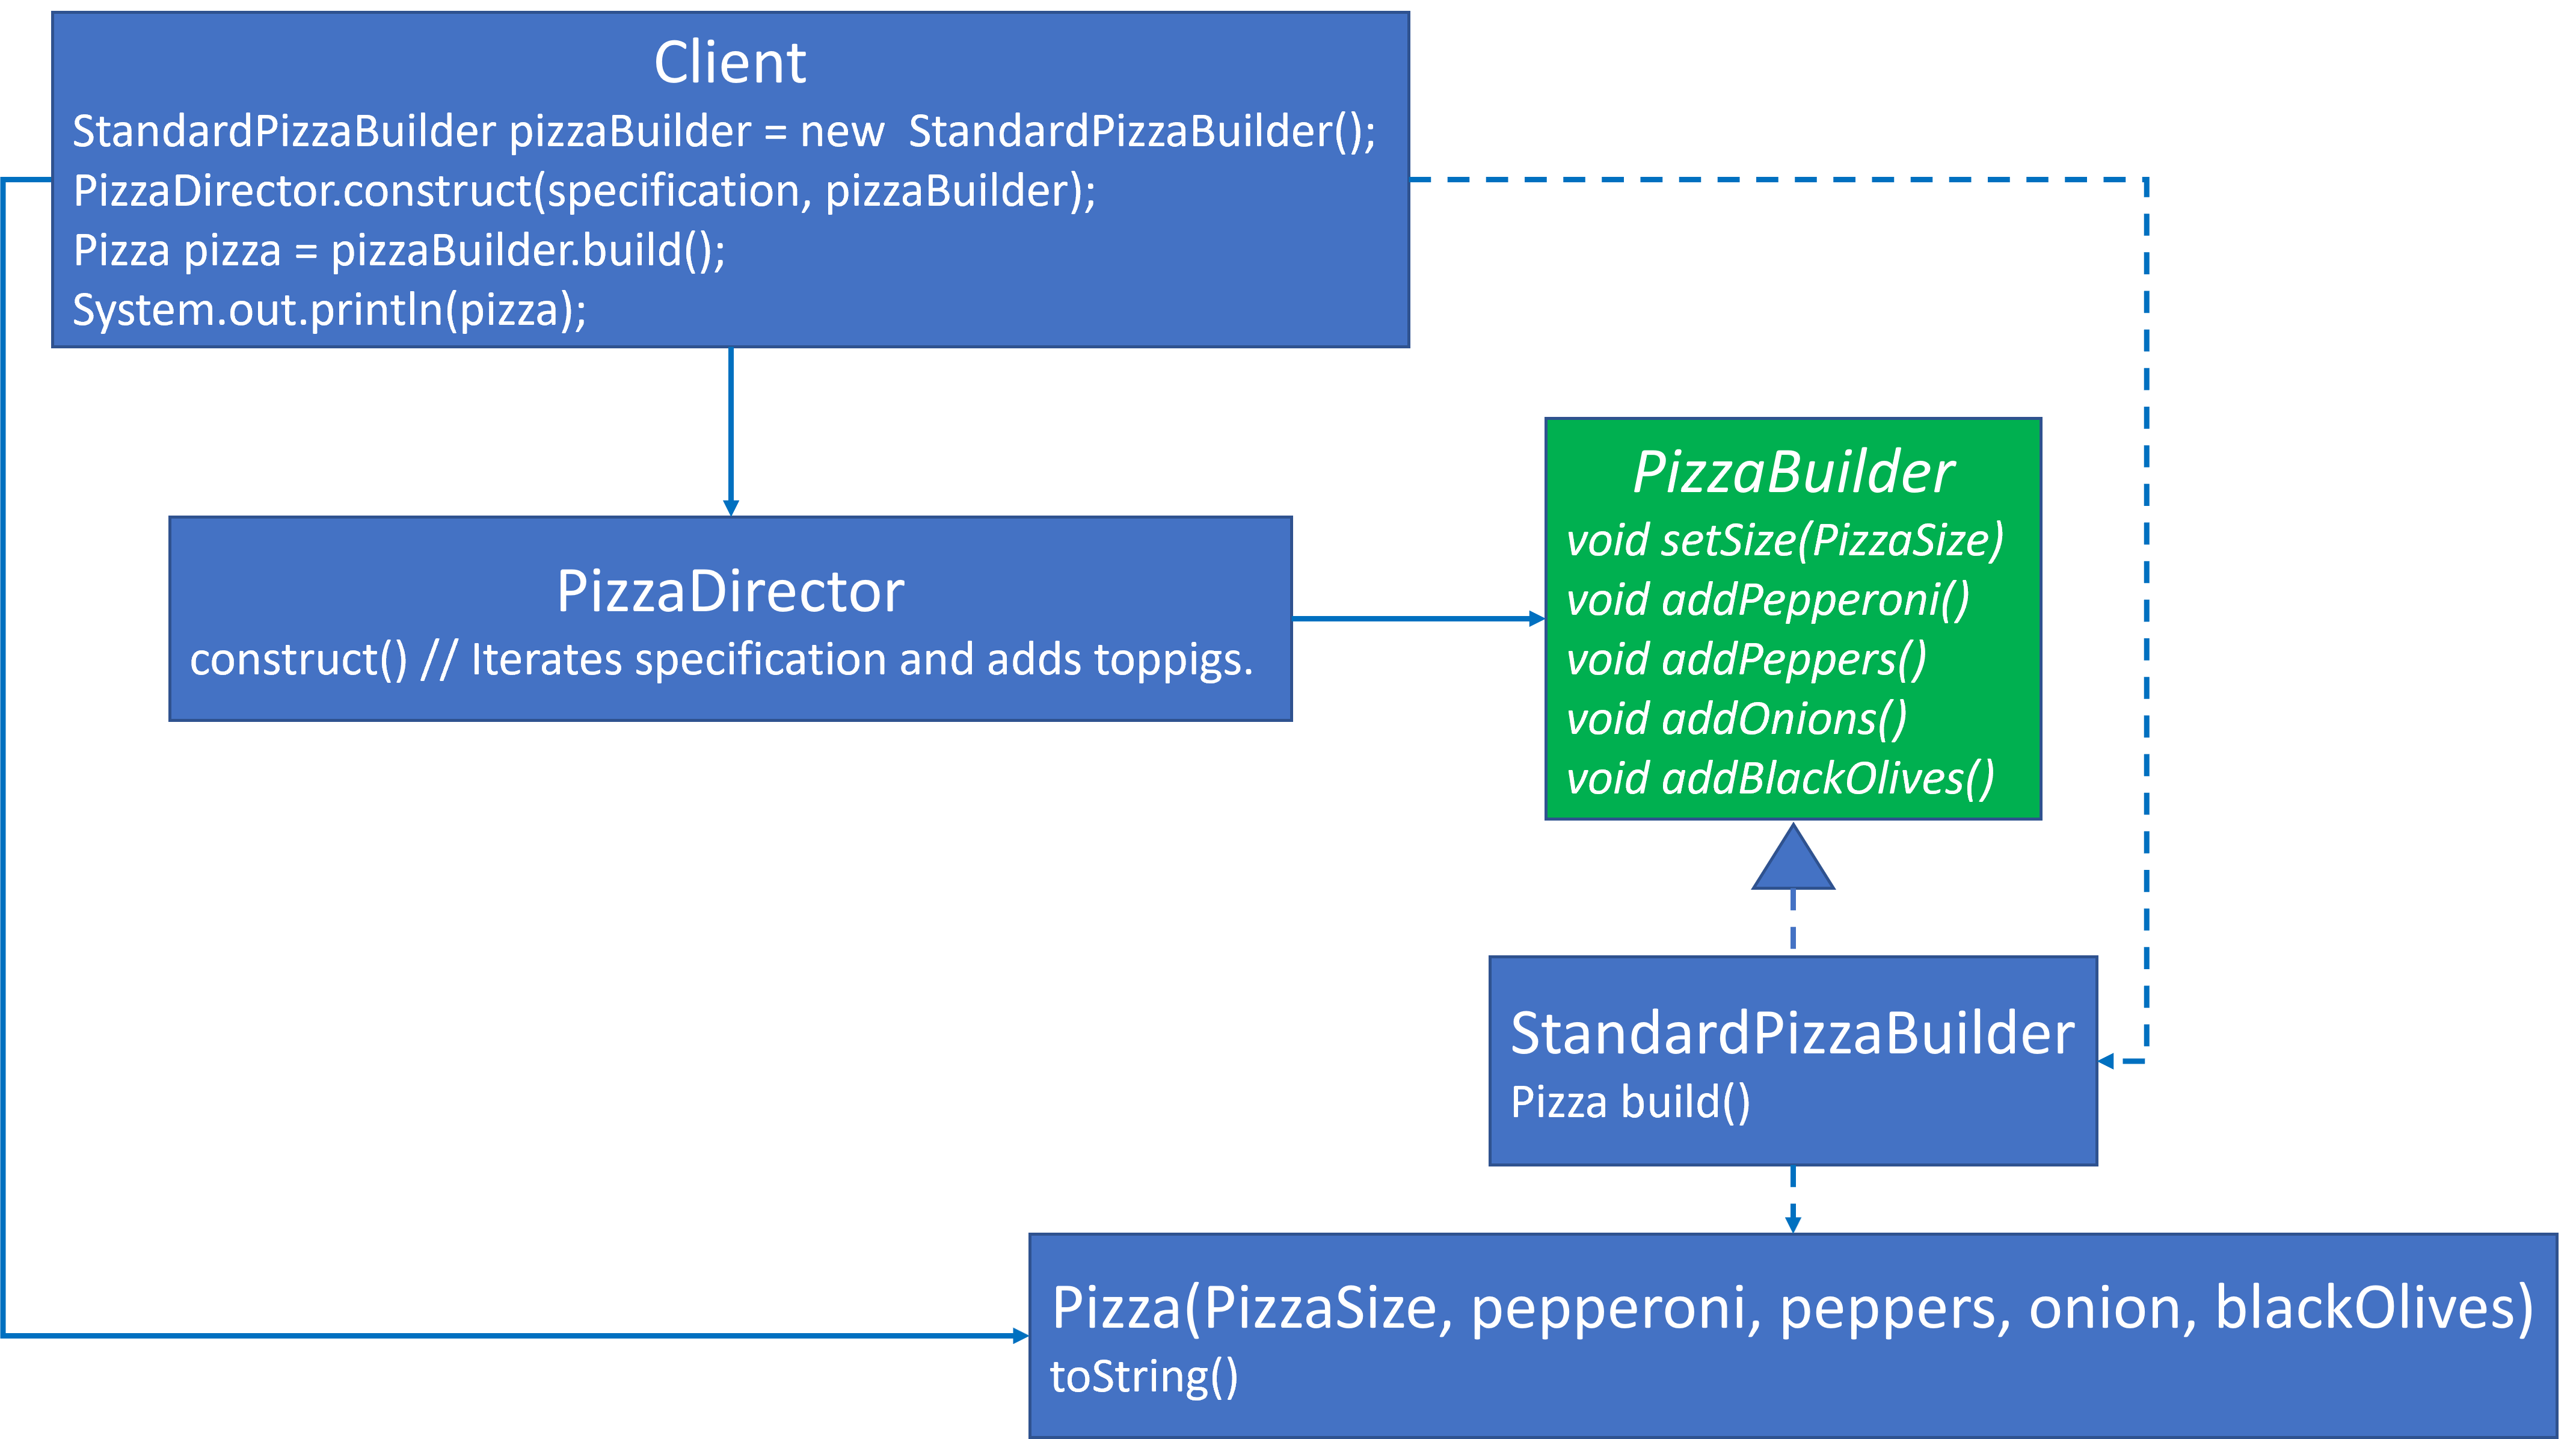 Client
StandardPizzaBuilder pizzaBuilder = new  StandardPizzaBuilder();
PizzaDirector.construct(specification, pizzaBuilder);
Pizza pizza = pizzaBuilder.build();
System.out.println(pizza);
PizzaDirector
construct() // Iterates specification and adds toppigs.
PizzaBuilder
void setSize(PizzaSize)
void addPepperoni()
void addPeppers()
void addOnions()
void addBlackOlives()
StandardPizzaBuilder
Pizza build()
Pizza(PizzaSize, pepperoni, peppers, onion, blackOlives)
toString()